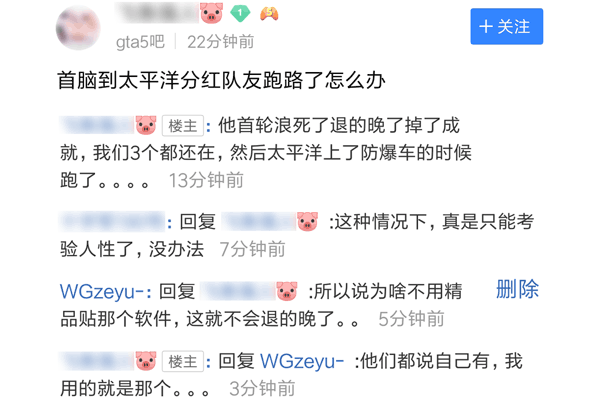 1 5
gta5吧 | 22分钟前
+ 关注
首脑到太平洋分红队友跑路了怎么办
楼主 : 他首轮浪死了退的晚了掉了成
就，我们3个都还在，然后太平洋上了防爆车的时候
跑了。。。。 13分钟前
: 回复 :这种情况下，真是只能考
验人性了，没办法 7分钟前
WGzeyu-: 回复 :所以说为啥不用精 删除
品贴那个软件，这就不会退的晚了。。 5分钟前
楼主 : 回复 WGzeyu- :他们都说自己有，我
用的就是那个。。。 3分钟前